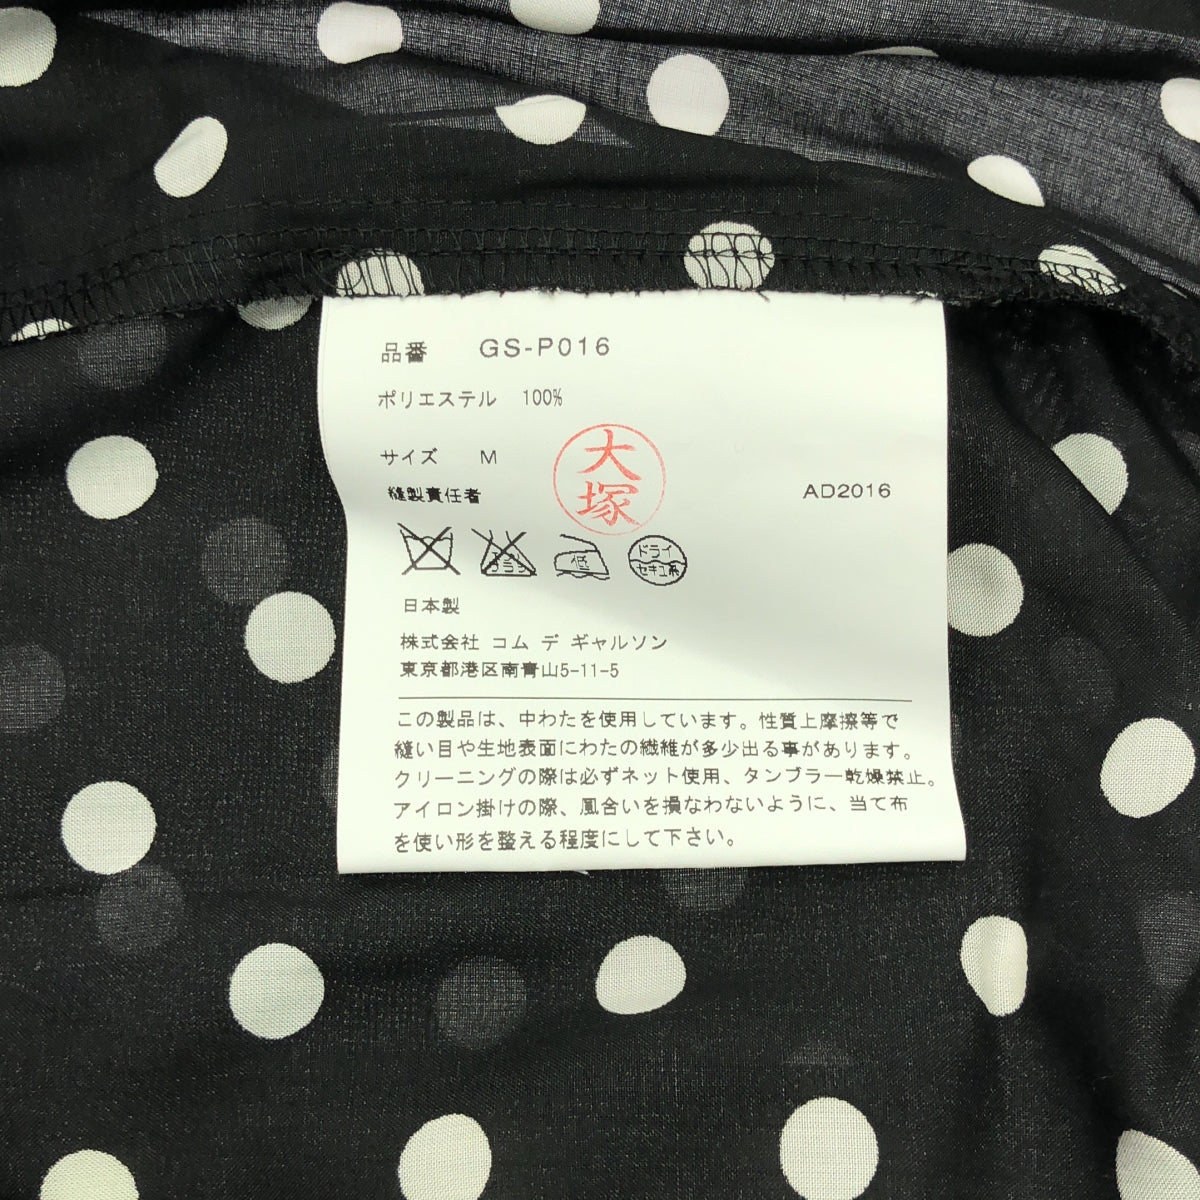 品番 GS-P016
ポリエステル 100%
サイズ M
大塚
縫製責任者 AD2016
低 ドライ セキユ系
日本製
株式会社 コム デ ギャルソン
東京都港区南青山5-11-5
この製品は、中わたを使用しています。性質上摩擦等で
縫い目や生地表面にわたの繊維が多少出る事があります。
クリーニングの際は必ずネット使用、タンブラー乾燥禁止。
アイロン掛けの際、風合いを損なわないように、当て布
を使い形を整える程度にして下さい。